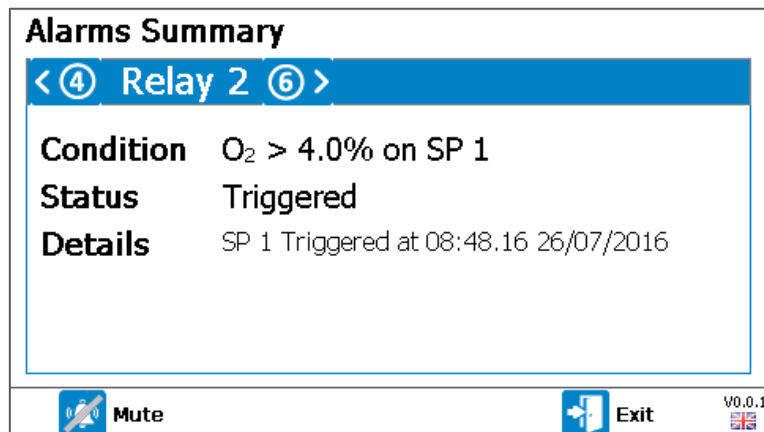 Alarms Summary
< ④ Relay 2 ⑥ >
Condition O₂ > 4.0% on SP 1
Status Triggered
Details SP 1 Triggered at 08:48.16 26/07/2016
Mute Exit V0.0.1